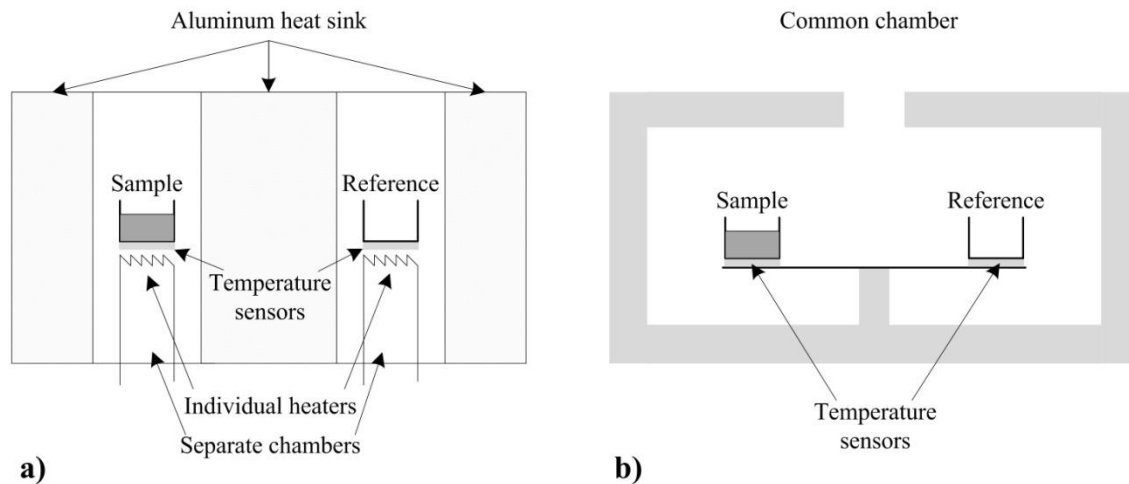 Aluminum heat sink
Sample
Reference
Temperature
sensors
Individual heaters
Separate chambers
a)
Common chamber
Sample
Reference
Temperature
sensors
b)